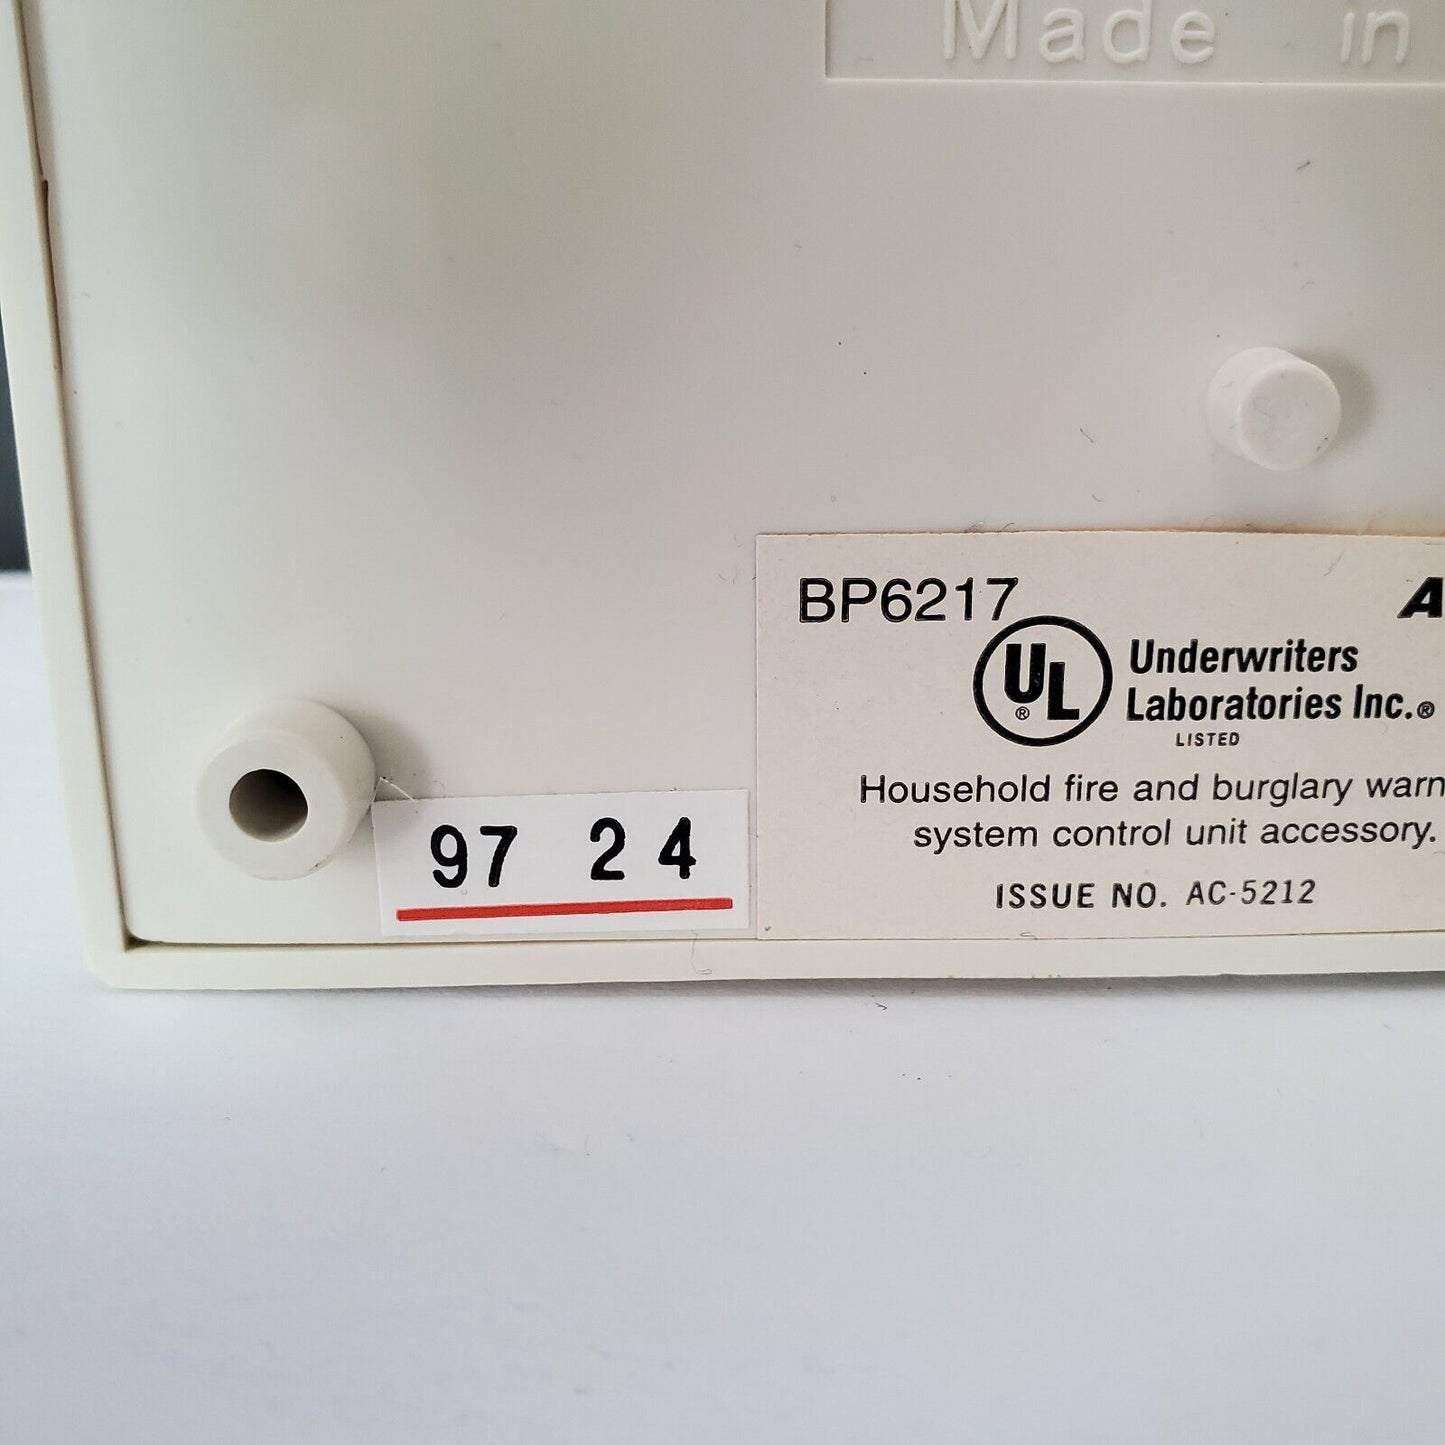 Made in
BP6217
UL®
Underwriters
Laboratories Inc.®
LISTED
Household fire and burglary
system control unit accessory.
ISSUE NO. AC-5212
97 24